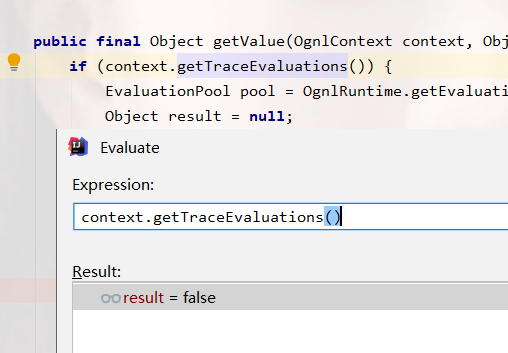 public final Object getValue(OgnlContext context, Obj
if (context.getTraceEvaluations()) {
EvaluationPool pool = OgnlRuntime.getEvaluati
Object result = null;
Evaluate
Expression:
context.getTraceEvaluations()
Result:
result = false